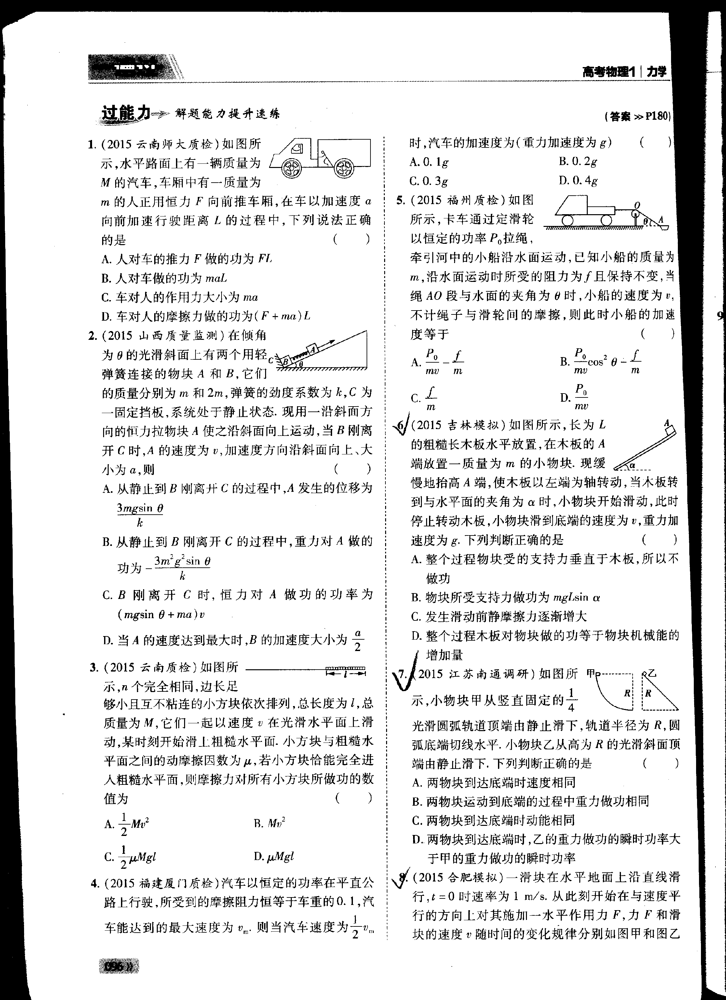 高考物理1|力学
过能力 解题能力提升速练
(答案≫P180)
1. (2015 云南师大质检)如图所
示,水平路面上有一辆质量为
M 的汽车,车厢中有一质量为
m 的人正用恒力 F 向前推车厢,在车以加速度 a
向前加速行驶距离 L 的过程中,下列说法正确
的是 ( )
A. 人对车的推力 F 做的功为 FL
B. 人对车做的功为 maL
C. 车对人的作用力大小为 ma
D. 车对人的摩擦力做的功为(F+ma)L
2. (2015 山西质量监测)在倾角
为 θ 的光滑斜面上有两个用轻
弹簧连接的物块 A 和 B,它们
C B A θ
的质量分别为 m 和 2m,弹簧的劲度系数为 k,C 为
一固定挡板,系统处于静止状态. 现用一沿斜面方
向的恒力拉物块 A 使之沿斜面向上运动,当 B 刚离
开 C 时,A 的速度为 v,加速度方向沿斜面向上、大
小为 a,则 ( )
A. 从静止到 B 刚离开 C 的过程中,A 发生的位移为
3mgsin θ/k
B. 从静止到 B 刚离开 C 的过程中,重力对 A 做的
功为 -3m²g²sin θ/k
C. B 刚离开 C 时,恒力对 A 做功的功率为
(mgsin θ+ma)v
D. 当 A 的速度达到最大时,B 的加速度大小为 a/2
3. (2015 云南质检)如图所
l
示,n 个完全相同,边长足
够小且互不粘连的小方块依次排列,总长度为 l,总
质量为 M,它们一起以速度 v 在光滑水平面上滑
动,某时刻开始滑上粗糙水平面. 小方块与粗糙水
平面之间的动摩擦因数为 μ,若小方块恰能完全进
入粗糙水平面,则摩擦力对所有小方块所做功的数
值为 ( )
A. 1/2 Mv² B. Mv²
C. 1/2 μMgl D. μMgl
4. (2015 福建厦门质检)汽车以恒定的功率在平直公
路上行驶,所受到的摩擦阻力恒等于车重的0.1,汽
车能达到的最大速度为 vₘ. 则当汽车速度为 1/2 vₘ
096
时,汽车的加速度为(重力加速度为 g) ( )
A. 0.1g B. 0.2g
C. 0.3g D. 0.4g
5. (2015 福州质检)如图
所示,卡车通过定滑轮
以恒定的功率 P₀拉绳,
O θ A
牵引河中的小船沿水面运动,已知小船的质量为
m,沿水面运动时所受的阻力为 f 且保持不变,当
绳 AO 段与水面的夹角为 θ 时,小船的速度为 v,
不计绳子与滑轮间的摩擦,则此时小船的加速
度等于 ( )
A. P₀/mv - f/m B. P₀/mv cos² θ - f/m
C. f/m D. P₀/mv
6. (2015 吉林模拟)如图所示,长为 L
的粗糙长木板水平放置,在木板的 A
端放置一质量为 m 的小物块. 现缓
A α
慢地抬高 A 端,使木板以左端为轴转动,当木板转
到与水平面的夹角为 α 时,小物块开始滑动,此时
停止转动木板,小物块滑到底端的速度为 v,重力加
速度为 g. 下列判断正确的是 ( )
A. 整个过程物块受的支持力垂直于木板,所以不
做功
B. 物块所受支持力做功为 mgLsin α
C. 发生滑动前静摩擦力逐渐增大
D. 整个过程木板对物块做的功等于物块机械能的
增加量
7. (2015 江苏南通调研)如图所
甲 乙
R R
示,小物块甲从竖直固定的 1/4
光滑圆弧轨道顶端由静止滑下,轨道半径为 R,圆
弧底端切线水平. 小物块乙从高为 R 的光滑斜面顶
端由静止滑下. 下列判断正确的是 ( )
A. 两物块到达底端时速度相同
B. 两物块运动到底端的过程中重力做功相同
C. 两物块到达底端时动能相同
D. 两物块到达底端时,乙的重力做功的瞬时功率大
于甲的重力做功的瞬时功率
8. (2015 合肥模拟)一滑块在水平地面上沿直线滑
行,t=0 时速率为 1 m/s. 从此刻开始在与速度平
行的方向上对其施加一水平作用力 F,力 F 和滑
块的速度 v 随时间的变化规律分别如图甲和图乙
9